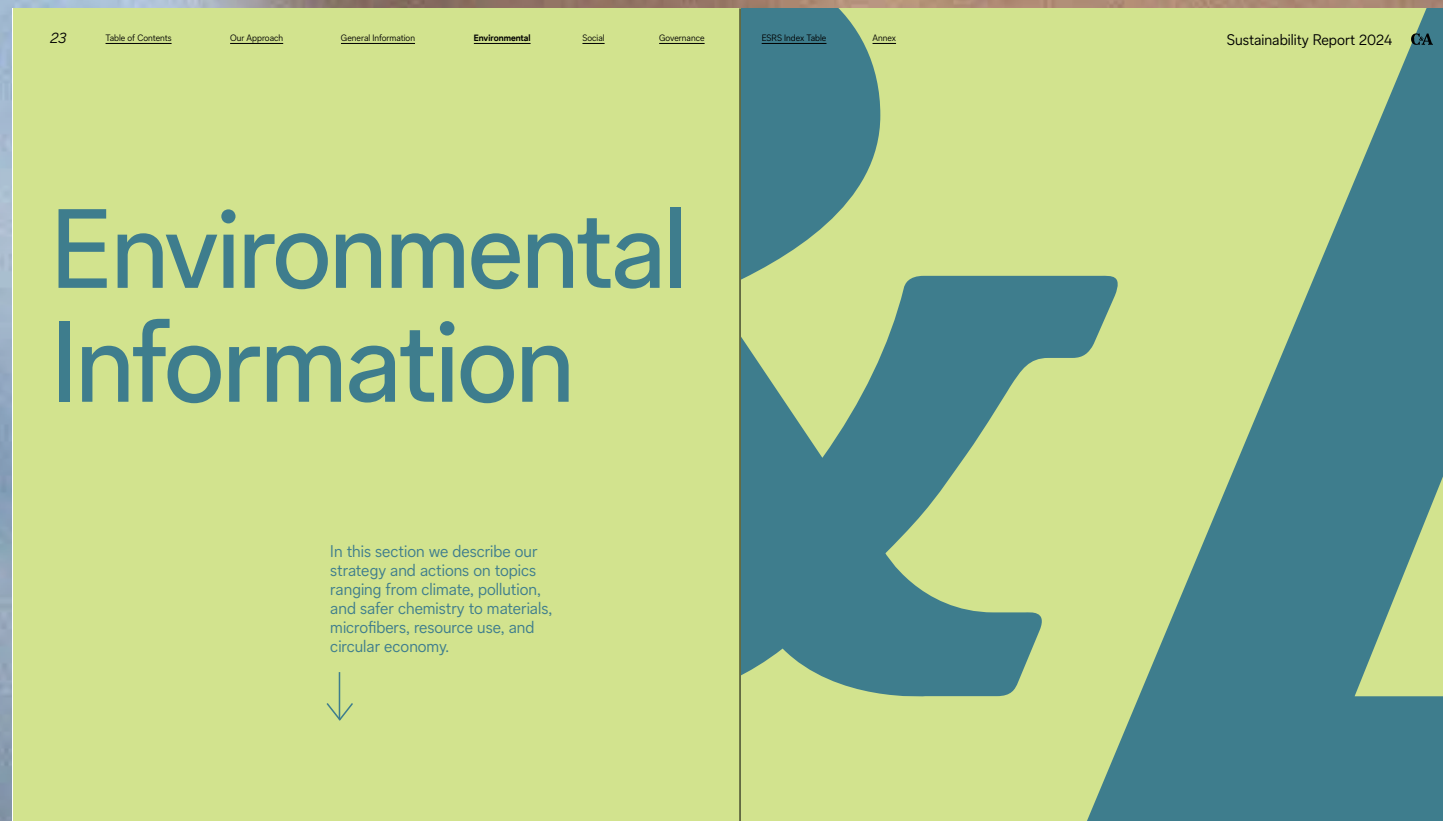 23 Table of Contents Our Approach General Information Environmental Social Governance ESRS Index Table Annex Sustainability Report 2024 C&A
Environmental
Information
In this section we describe our
strategy and actions on topics
ranging from climate, pollution,
and safer chemistry to materials,
microfibers, resource use, and
circular economy.